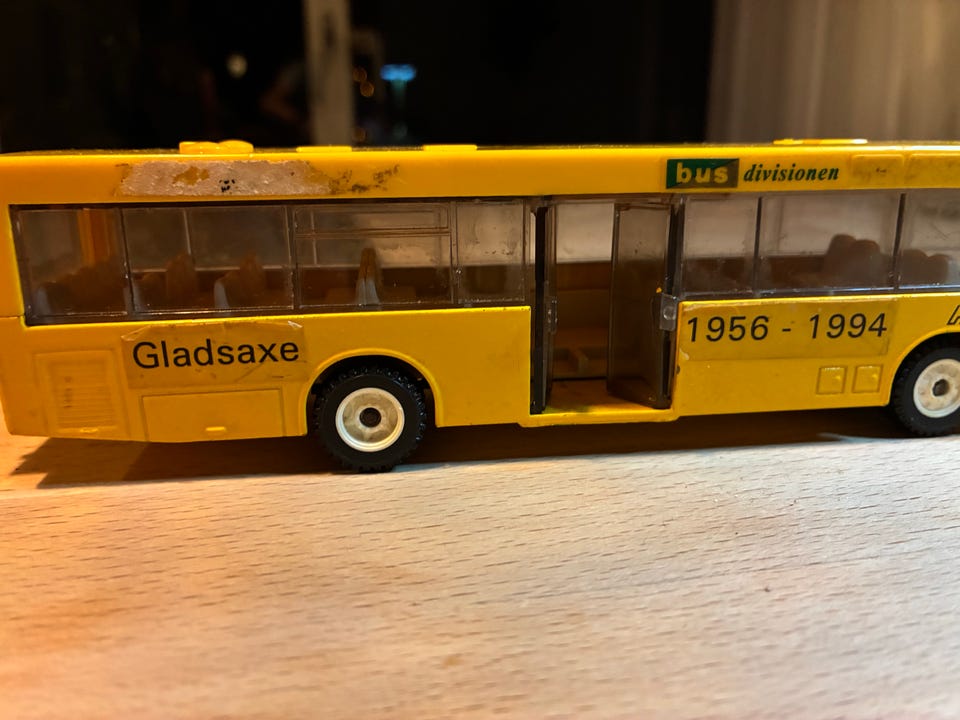 bus divisionen
Gladsaxe
1956 - 1994